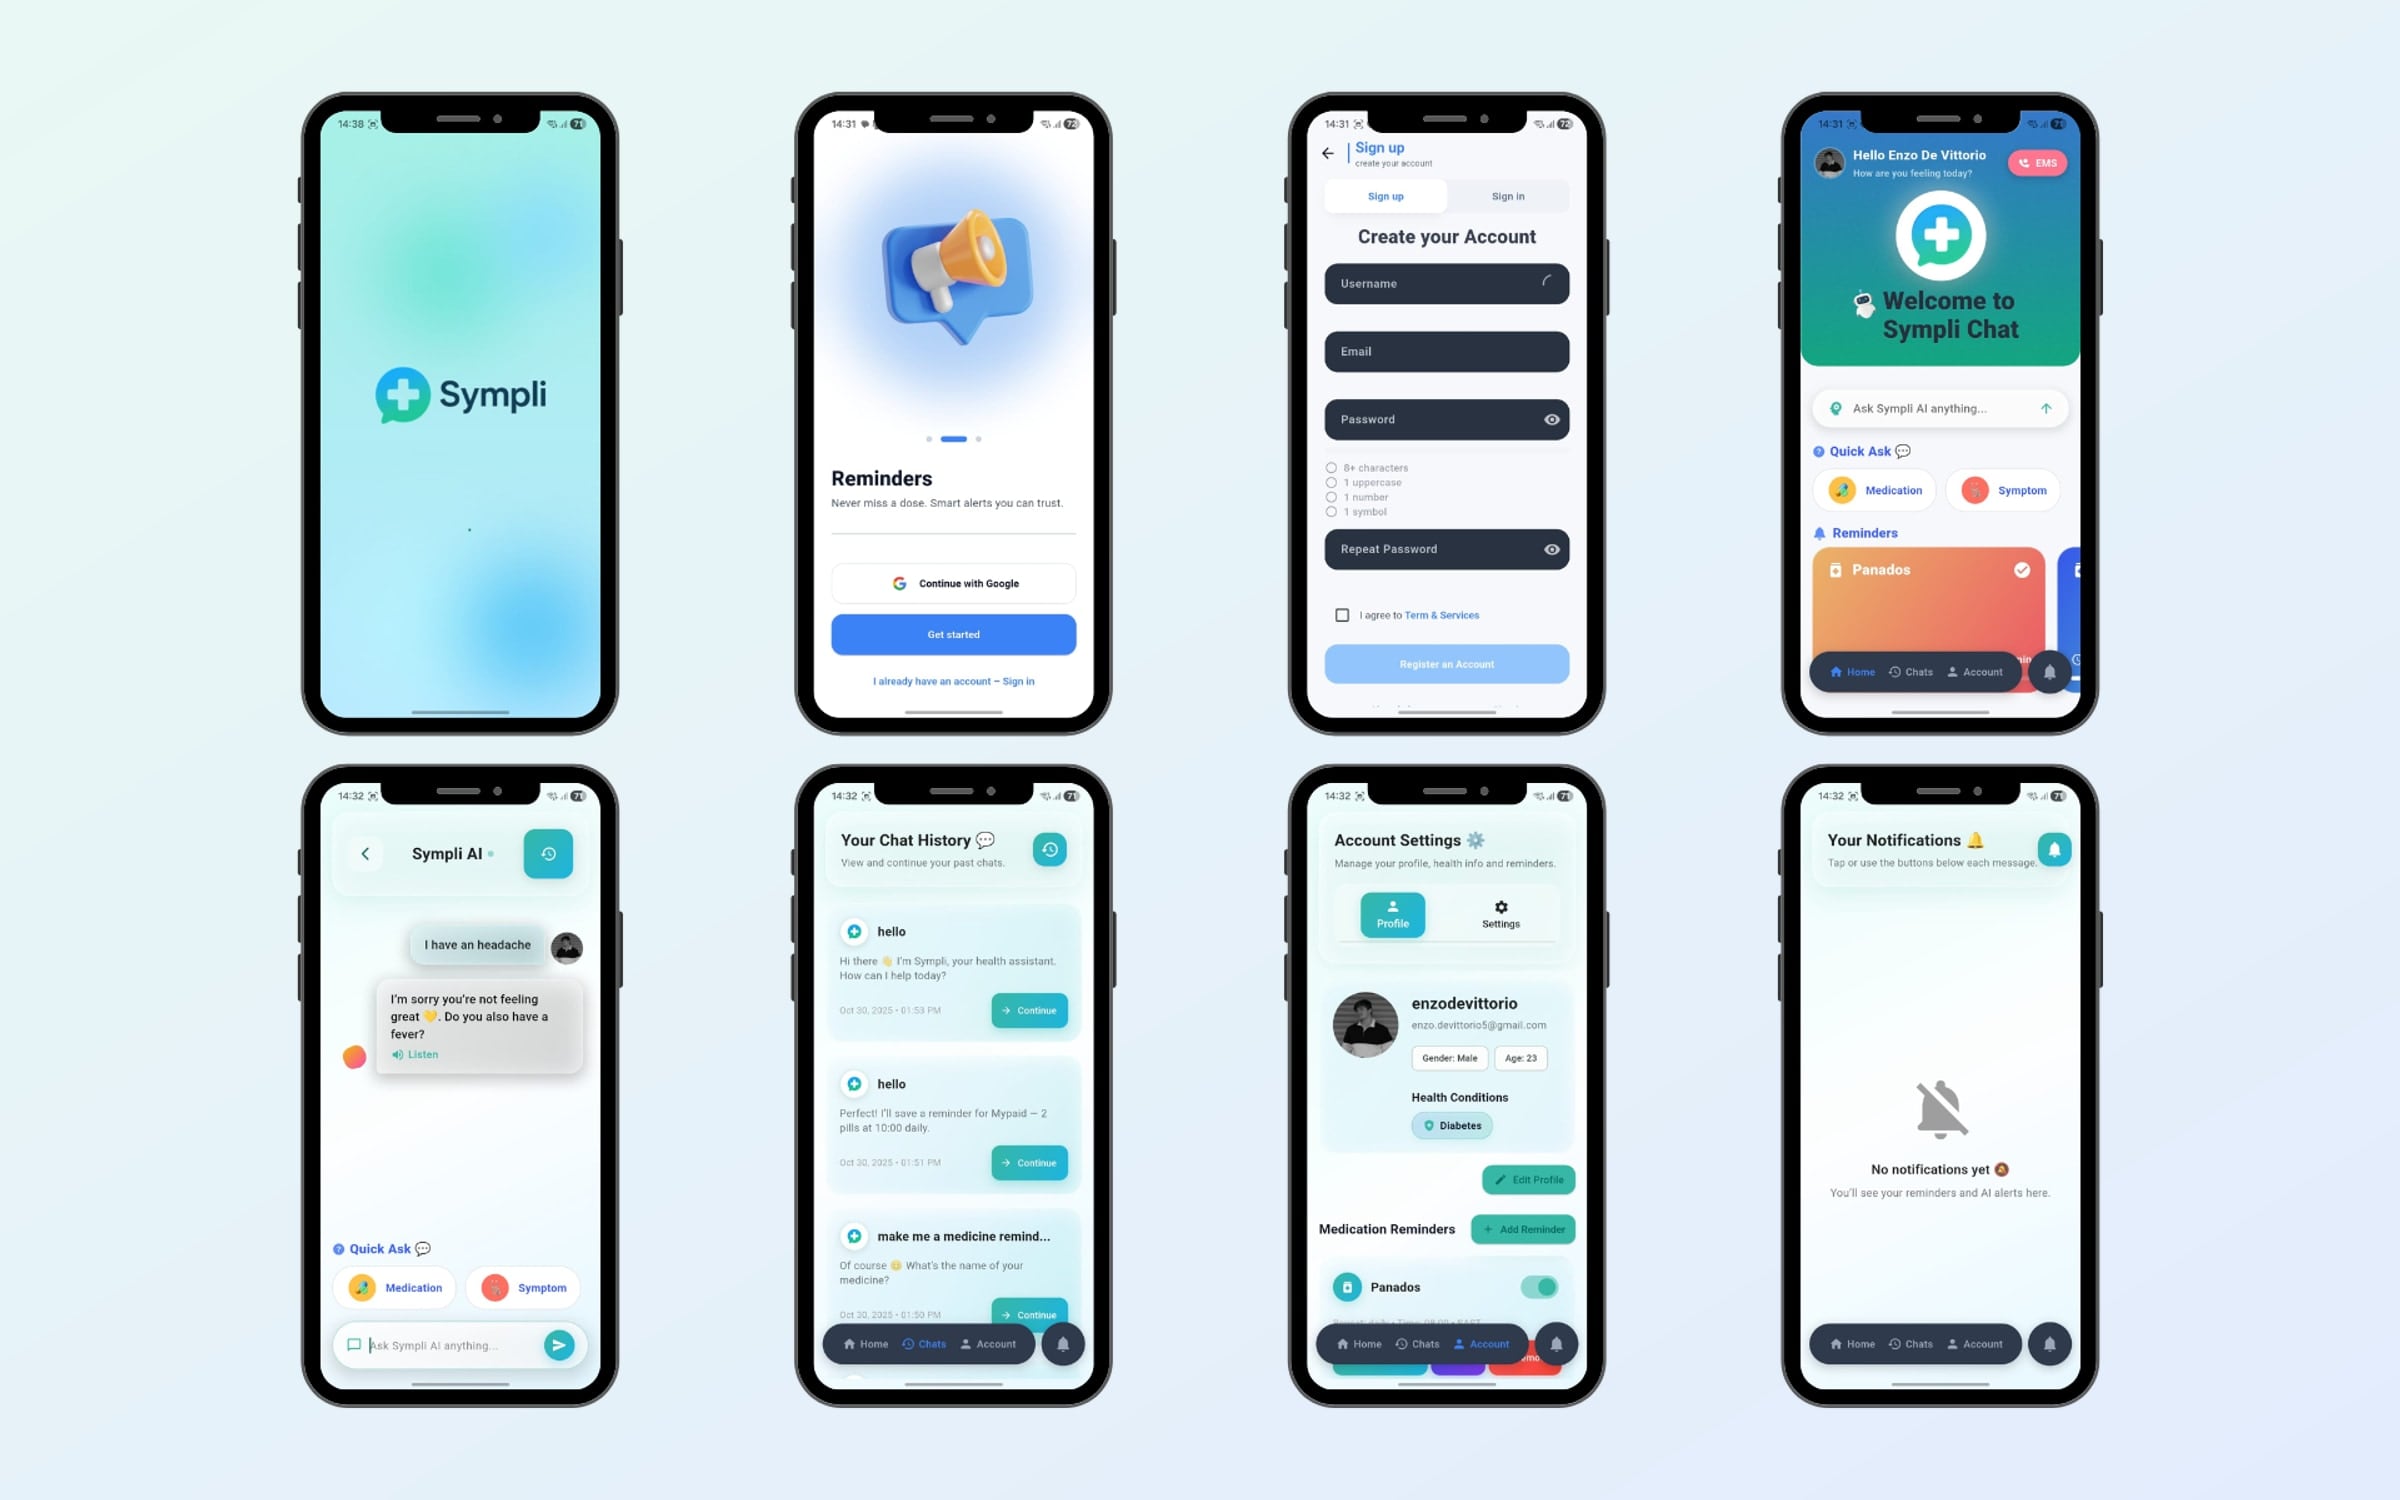 14:38
71
Sympli
14:31
72
Reminders
Never miss a dose. Smart alerts you can trust.
Continue with Google
Get started
I already have an account – Sign in
14:31
72
Sign up
create your account
Sign up
Sign in
Create your Account
Username
Email
Password
8+ characters
1 uppercase
1 number
1 symbol
Repeat Password
I agree to Term & Services
Register an Account
14:31
71
Hello Enzo De Vittorio
How are you feeling today?
EMS
Welcome to
Sympli Chat
Ask Sympli AI anything...
Quick Ask 💬
Medication
Symptom
Reminders
Panados
Home
Chats
Account
14:32
71
Sympli AI
I have an headache
I'm sorry you're not feeling
great 💛. Do you also have a
fever?
Listen
Quick Ask 💬
Medication
Symptom
Ask Sympli AI anything...
14:32
71
Your Chat History 💬
View and continue your past chats.
hello
Hi there 👋 I'm Sympli, your health assistant.
How can I help today?
Oct 30, 2025 • 01:53 PM
Continue
hello
Perfect! I'll save a reminder for Mypaid — 2
pills at 10:00 daily.
Oct 30, 2025 • 01:51 PM
Continue
make me a medicine remind...
Of course 😊 What's the name of your
medicine?
Oct 30, 2025 • 01:50 PM
Continue
Home
Chats
Account
14:32
71
Account Settings ⚙️
Manage your profile, health info and reminders.
Profile
Settings
enzodevittorio
enzo.devittorio5@gmail.com
Gender: Male
Age: 23
Health Conditions
Diabetes
Edit Profile
Medication Reminders
+ Add Reminder
Panados
Home
Chats
Account
14:32
71
Your Notifications 🔔
Tap or use the buttons below each message.
No notifications yet 🔕
You'll see your reminders and AI alerts here.
Home
Chats
Account